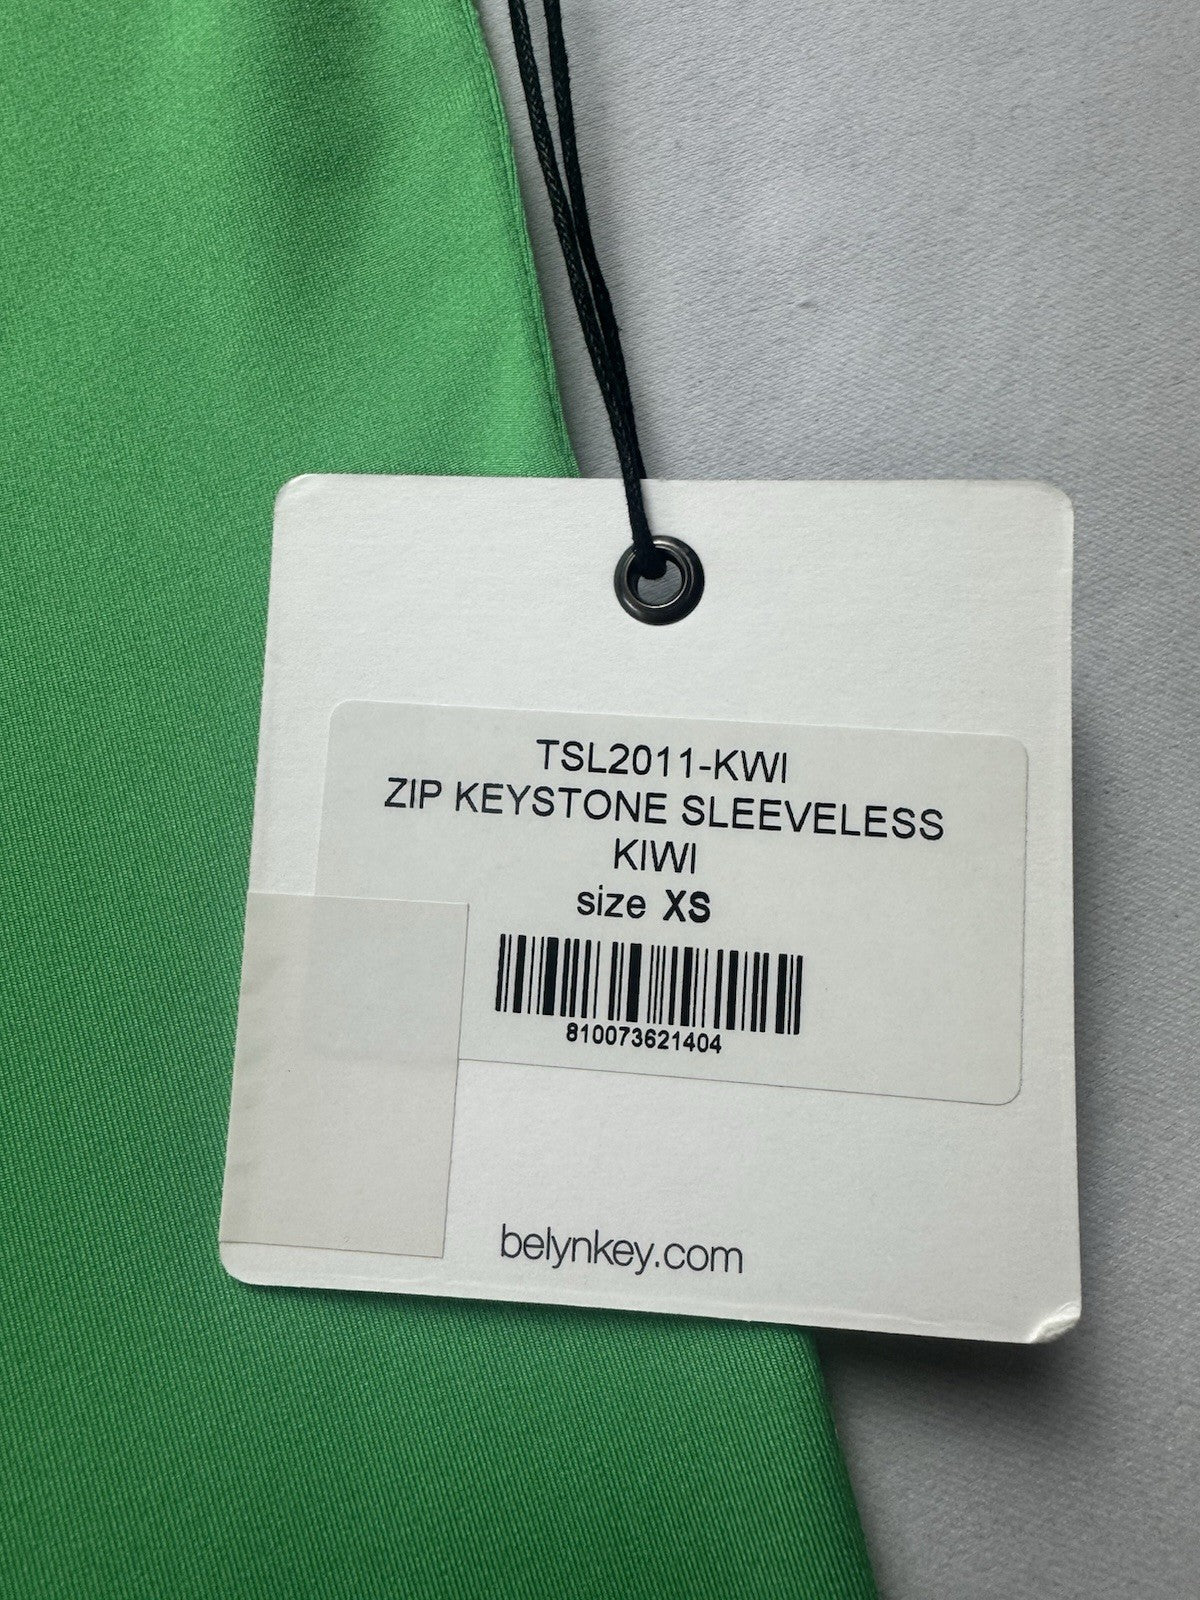 TSL2011-KWI
ZIP KEYSTONE SLEEVELESS
KIWI
size XS
810073621404
belynkey.com